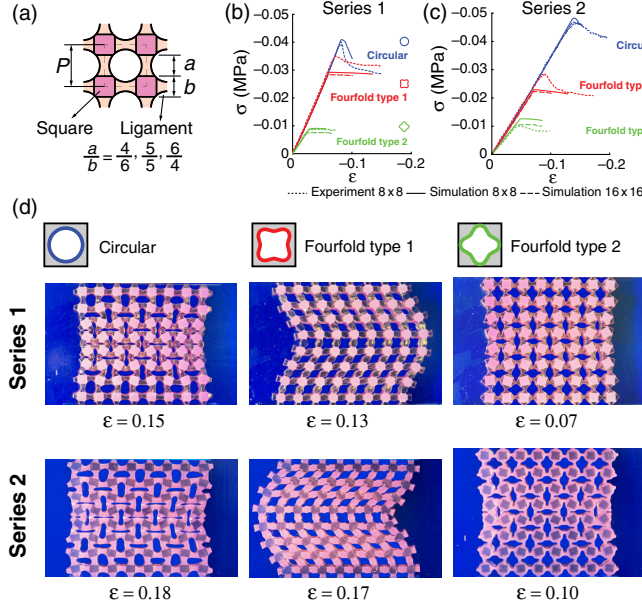 (a)
P
a
b
Square
Ligament
a/b = 4/6, 5/5, 6/4
(b)
Series 1
σ (MPa)
−0.05
−0.04
−0.03
−0.02
−0.01
0
0
−0.1
−0.2
ε
Circular
Fourfold type 1
Fourfold type 2
(c)
Series 2
σ (MPa)
−0.05
−0.04
−0.03
−0.02
−0.01
0
0
−0.1
−0.2
ε
Circular
Fourfold typ
Fourfold typ
Experiment 8 x 8
Simulation 8 x 8
Simulation 16 x 16
(d)
Circular
Fourfold type 1
Fourfold type 2
Series 1
ε = 0.15
ε = 0.13
ε = 0.07
Series 2
ε = 0.18
ε = 0.17
ε = 0.10